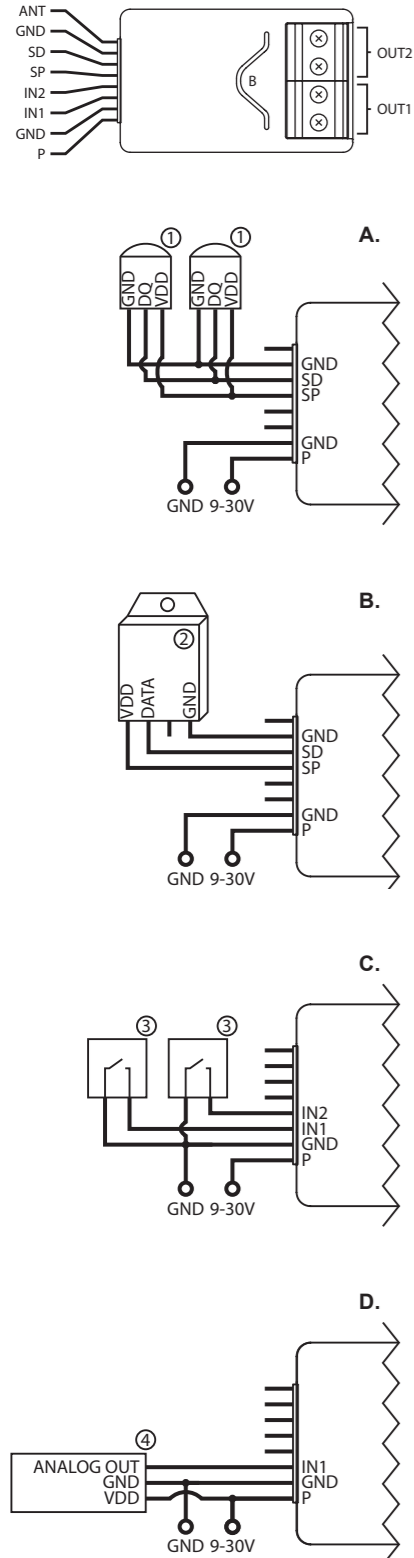 ANT
GND
SD
SP
IN2
IN1
GND
P
B
OUT2
OUT1
A.
① ①
GND DQ VDD GND DQ VDD
GND
SD
SP
GND
P
GND 9-30V
B.
②
VDD DATA GND
GND
SD
SP
GND
P
GND 9-30V
C.
③ ③
IN2
IN1
GND
P
GND 9-30V
D.
④
ANALOG OUT
GND
VDD
IN1
GND
P
GND 9-30V